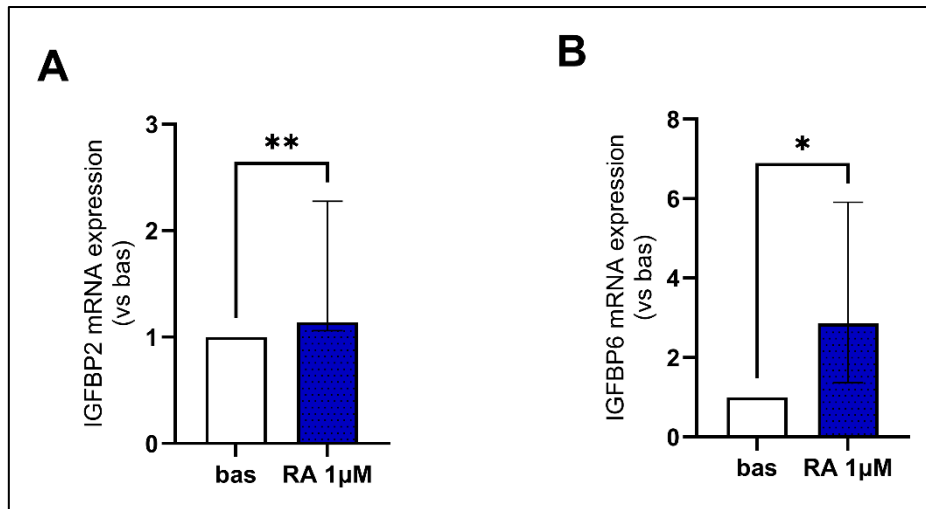 A
IGFBP2 mRNA expression
(vs bas)
3
2
1
0
**
bas
RA 1µM
B
IGFBP6 mRNA expression
(vs bas)
8
6
4
2
0
*
bas
RA 1µM